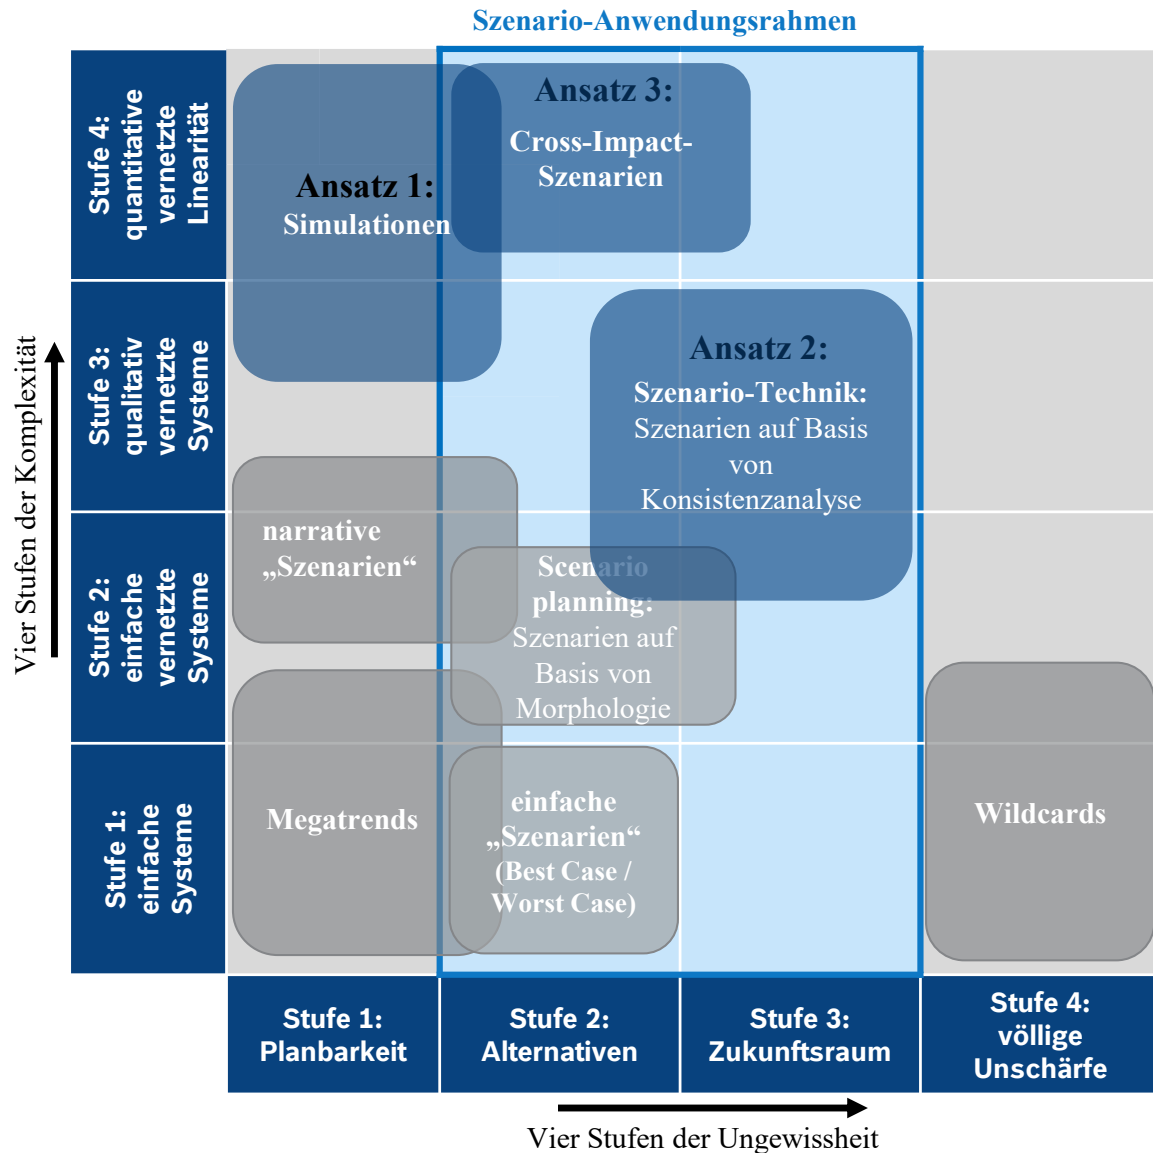 Szenario-Anwendungsrahmen
Stufe 4:
quantitative
vernetzte
Linearität
Ansatz 1:
Simulationen
Ansatz 3:
Cross-Impact-
Szenarien
Vier Stufen der Komplexität
Stufe 3:
qualitativ
vernetzte
Systeme
Ansatz 2:
Szenario-Technik:
Szenarien auf Basis
von
Konsistenzanalyse
Stufe 2:
einfache
vernetzte
Systeme
narrative
„Szenarien“
Scenario
planning:
Szenarien auf
Basis von
Morphologie
Stufe 1:
einfache
Systeme
Megatrends
einfache
„Szenarien“
(Best Case /
Worst Case)
Wildcards
Stufe 1:
Planbarkeit
Stufe 2:
Alternativen
Stufe 3:
Zukunftsraum
Stufe 4:
völlige
Unschärfe
Vier Stufen der Ungewissheit